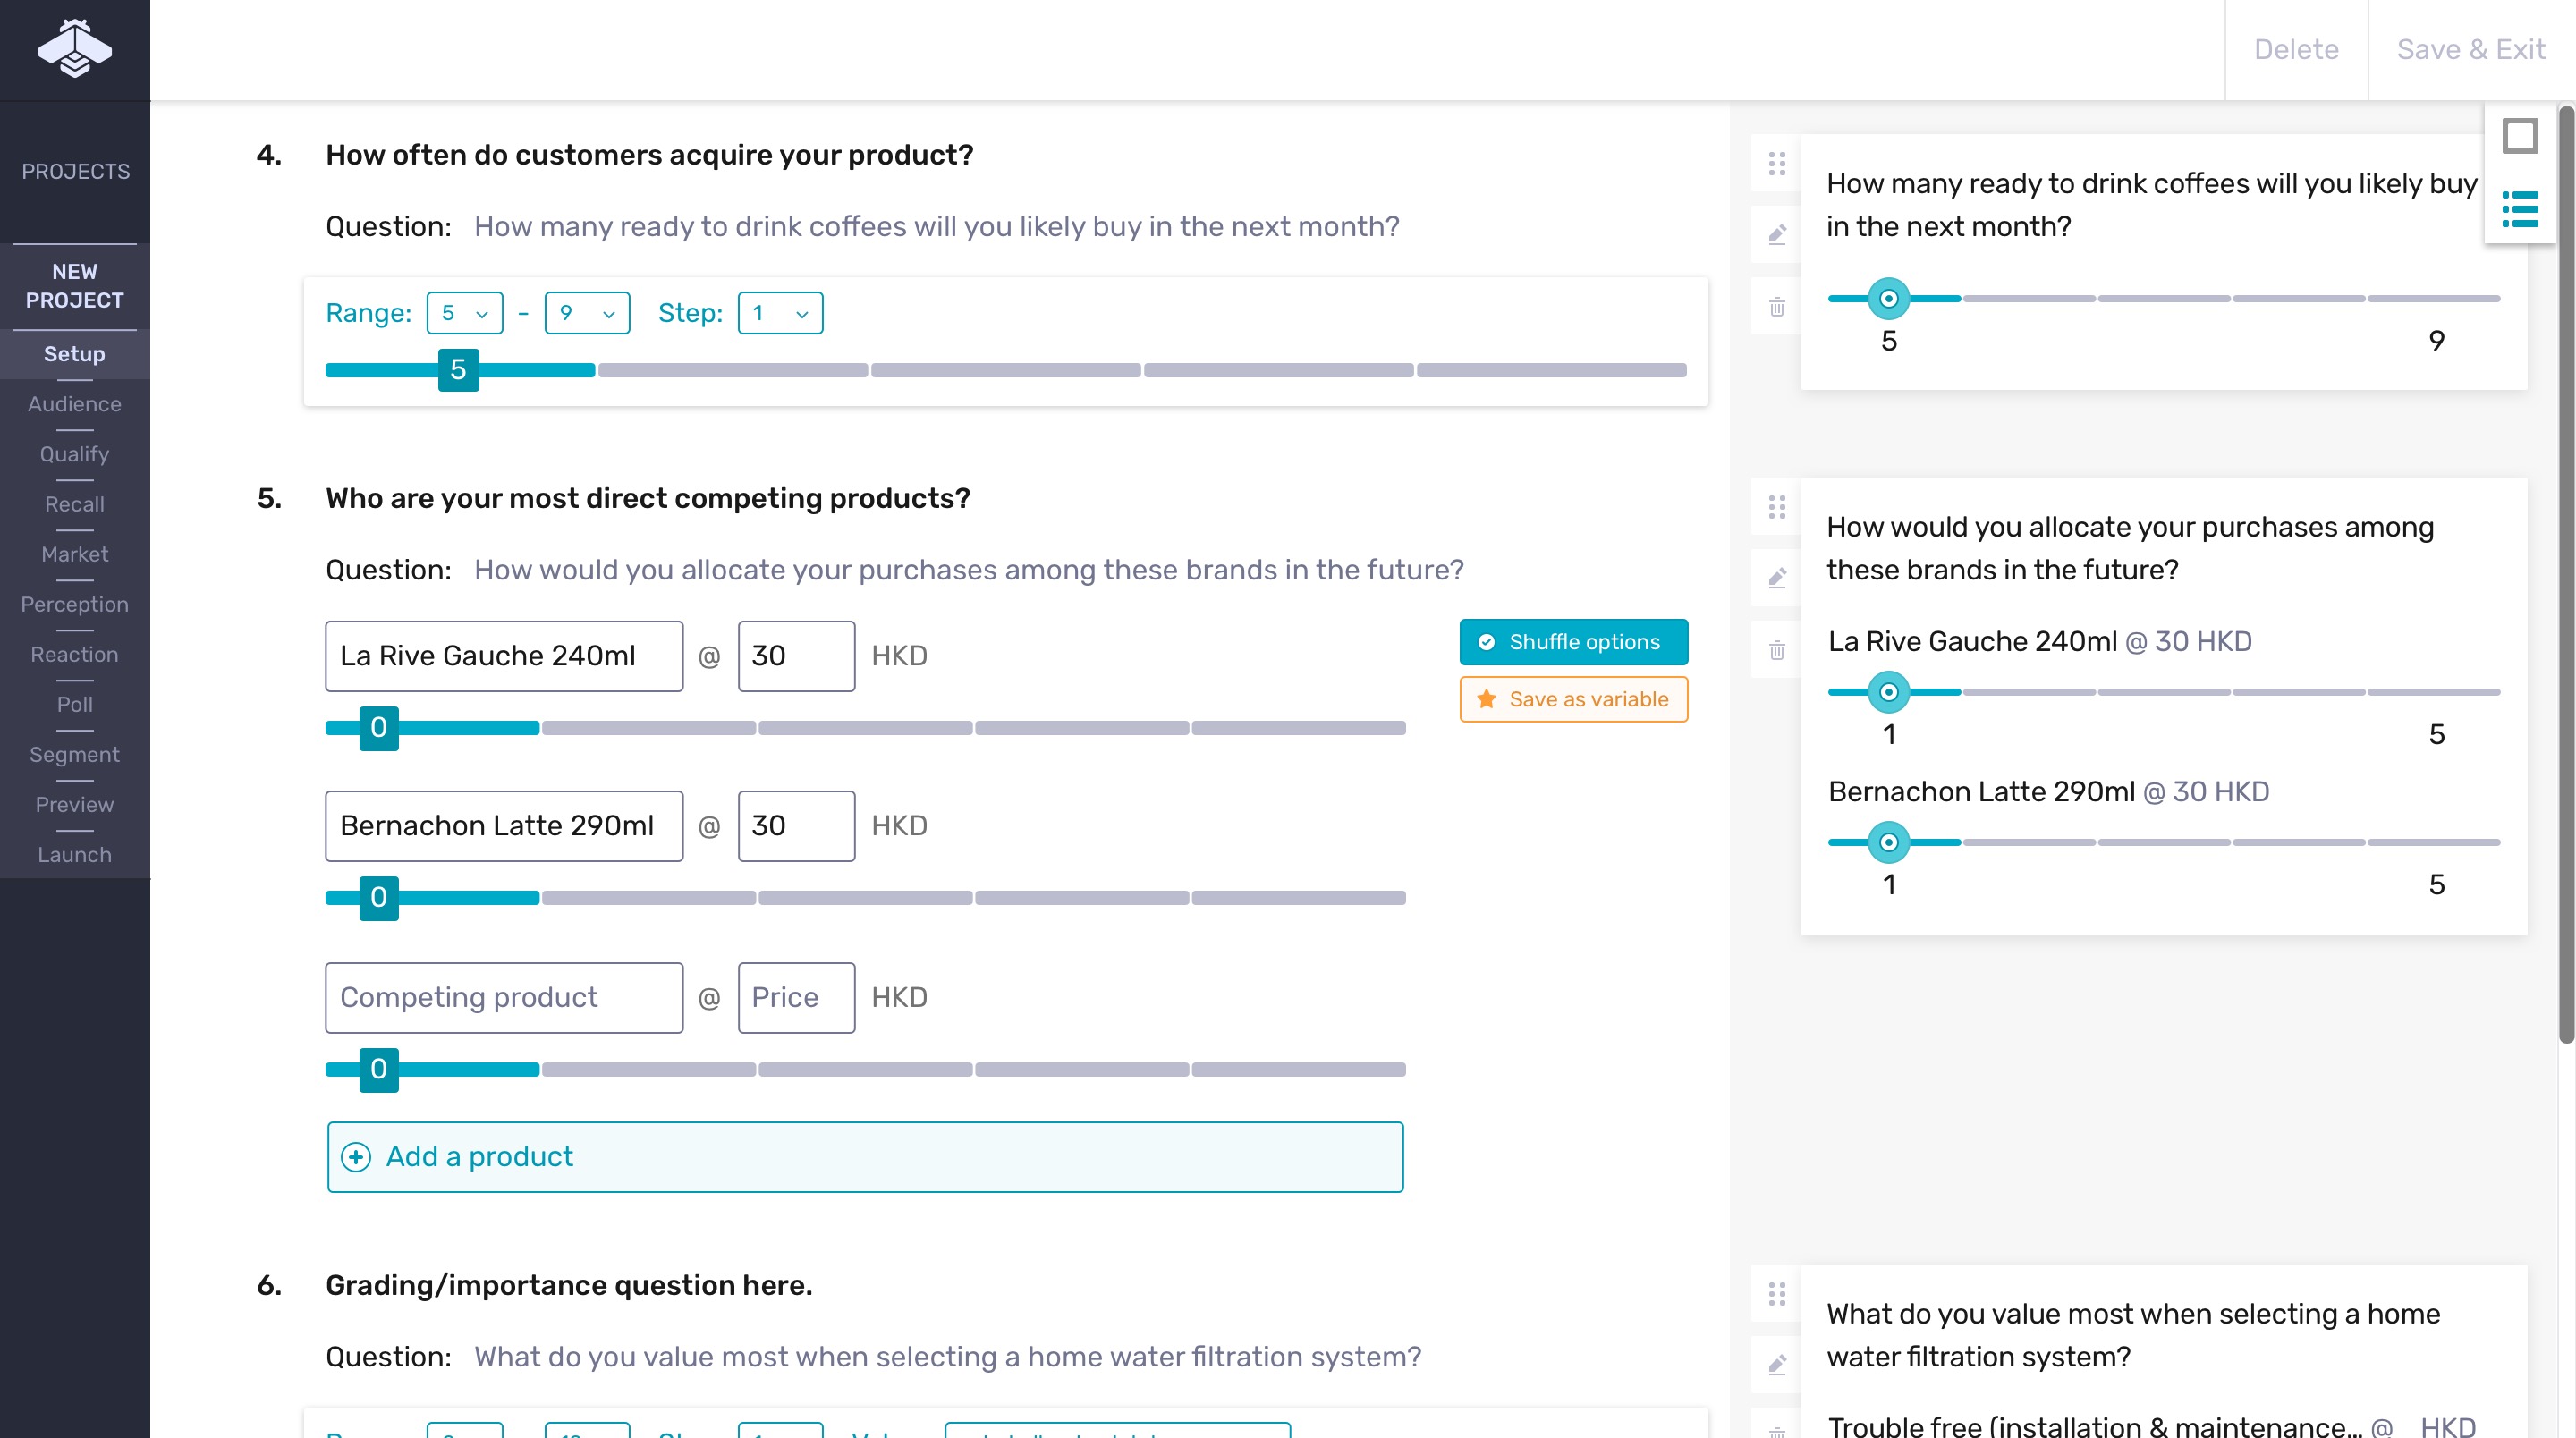 Delete
Save & Exit
PROJECTS
NEW
PROJECT
Setup
Audience
Qualify
Recall
Market
Perception
Reaction
Poll
Segment
Preview
Launch
4. How often do customers acquire your product?
Question: How many ready to drink coffees will you likely buy in the next month?
Range: 5 - 9 Step: 1
5
5. Who are your most direct competing products?
Question: How would you allocate your purchases among these brands in the future?
La Rive Gauche 240ml @ 30 HKD
Shuffle options
Save as variable
0
Bernachon Latte 290ml @ 30 HKD
0
Competing product @ Price HKD
0
Add a product
6. Grading/importance question here.
Question: What do you value most when selecting a home water filtration system?
How many ready to drink coffees will you likely buy
in the next month?
5 9
How would you allocate your purchases among
these brands in the future?
La Rive Gauche 240ml @ 30 HKD
1 5
Bernachon Latte 290ml @ 30 HKD
1 5
What do you value most when selecting a home
water filtration system?
Trouble free (installation & maintenance... @ HKD